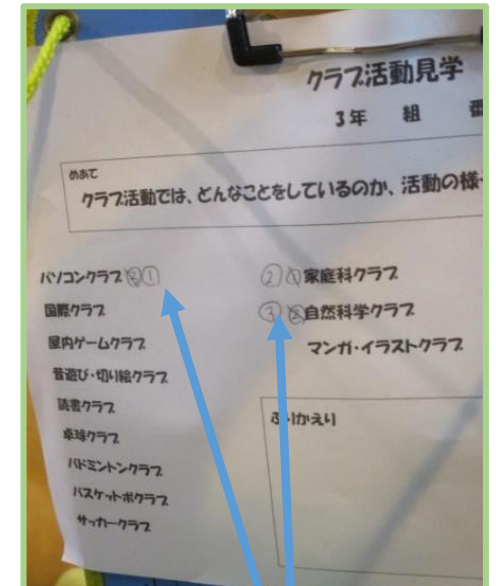 クラブ活動見学
3年 組 番
めあて
クラブ活動では、どんなことをしているのか、活動の様
パソコンクラブ ①
国際クラブ
屋内ゲームクラブ
昔遊び・切り絵クラブ
読書クラブ
卓球クラブ
バドミントンクラブ
バスケットボクラブ
サッカークラブ
② 家庭科クラブ
③ 自然科学クラブ
マンガ・イラストクラブ
ふりかえり